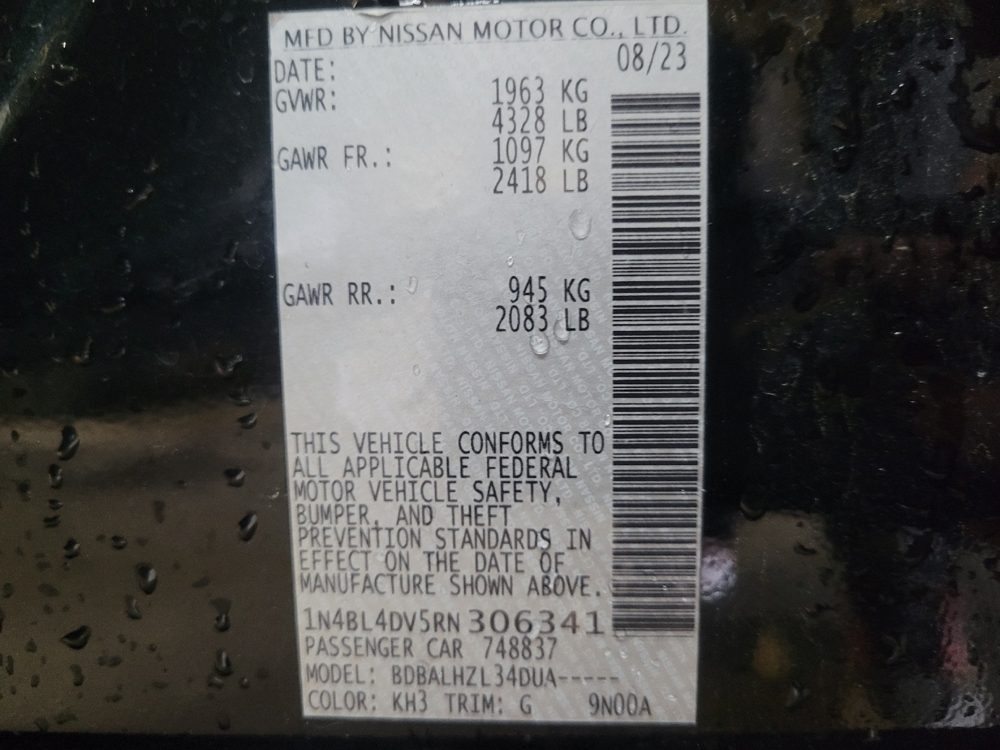 MFD BY NISSAN MOTOR CO., LTD.
DATE: 08/23
GVWR: 1963 KG
4328 LB
GAWR FR.: 1097 KG
2418 LB
GAWR RR.: 945 KG
2083 LB
THIS VEHICLE CONFORMS TO
ALL APPLICABLE FEDERAL
MOTOR VEHICLE SAFETY,
BUMPER, AND THEFT
PREVENTION STANDARDS IN
EFFECT ON THE DATE OF
MANUFACTURE SHOWN ABOVE.
1N4BL4DV5RN306341
PASSENGER CAR 748837
MODEL: BDBALHZL34DUA-----
COLOR: KH3 TRIM: G 9N00A